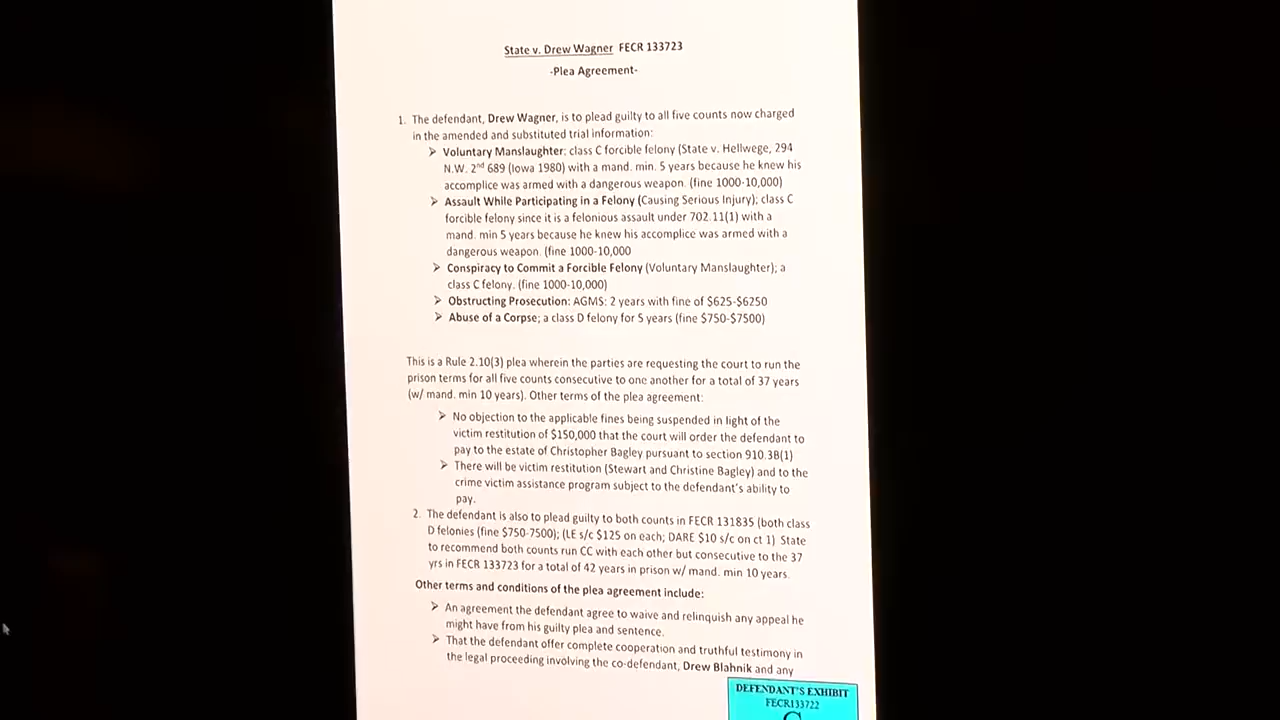 State v. Drew Wagner FECR 133723
-Plea Agreement-
1. The defendant, Drew Wagner, is to plead guilty to all five counts now charged
in the amended and substituted trial information:
➢ Voluntary Manslaughter: class C forcible felony (State v. Hellwege, 294
N.W. 2nd 689 (Iowa 1980) with a mand. min. 5 years because he knew his
accomplice was armed with a dangerous weapon. (fine 1000-10,000)
➢ Assault While Participating in a Felony (Causing Serious Injury); class C
forcible felony since it is a felonious assault under 702.11(1) with a
mand. min 5 years because he knew his accomplice was armed with a
dangerous weapon. (fine 1000-10,000
➢ Conspiracy to Commit a Forcible Felony (Voluntary Manslaughter); a
class C felony. (fine 1000-10,000)
➢ Obstructing Prosecution: AGMS: 2 years with fine of $625-$6250
➢ Abuse of a Corpse; a class D felony for 5 years (fine $750-$7500)
This is a Rule 2.10(3) plea wherein the parties are requesting the court to run the
prison terms for all five counts consecutive to one another for a total of 37 years
(w/ mand. min 10 years). Other terms of the plea agreement:
➢ No objection to the applicable fines being suspended in light of the
victim restitution of $150,000 that the court will order the defendant to
pay to the estate of Christopher Bagley pursuant to section 910.3B(1)
➢ There will be victim restitution (Stewart and Christine Bagley) and to the
crime victim assistance program subject to the defendant's ability to
pay.
2. The defendant is also to plead guilty to both counts in FECR 131835 (both class
D felonies (fine $750-7500); (LE s/c $125 on each; DARE $10 s/c on ct 1) State
to recommend both counts run CC with each other but consecutive to the 37
yrs in FECR 133723 for a total of 42 years in prison w/ mand. min 10 years.
Other terms and conditions of the plea agreement include:
➢ An agreement the defendant agree to waive and relinquish any appeal he
might have from his guilty plea and sentence.
➢ That the defendant offer complete cooperation and truthful testimony in
the legal proceeding involving the co-defendant, Drew Blahnik and any
DEFENDANT'S EXHIBIT
FECR133722